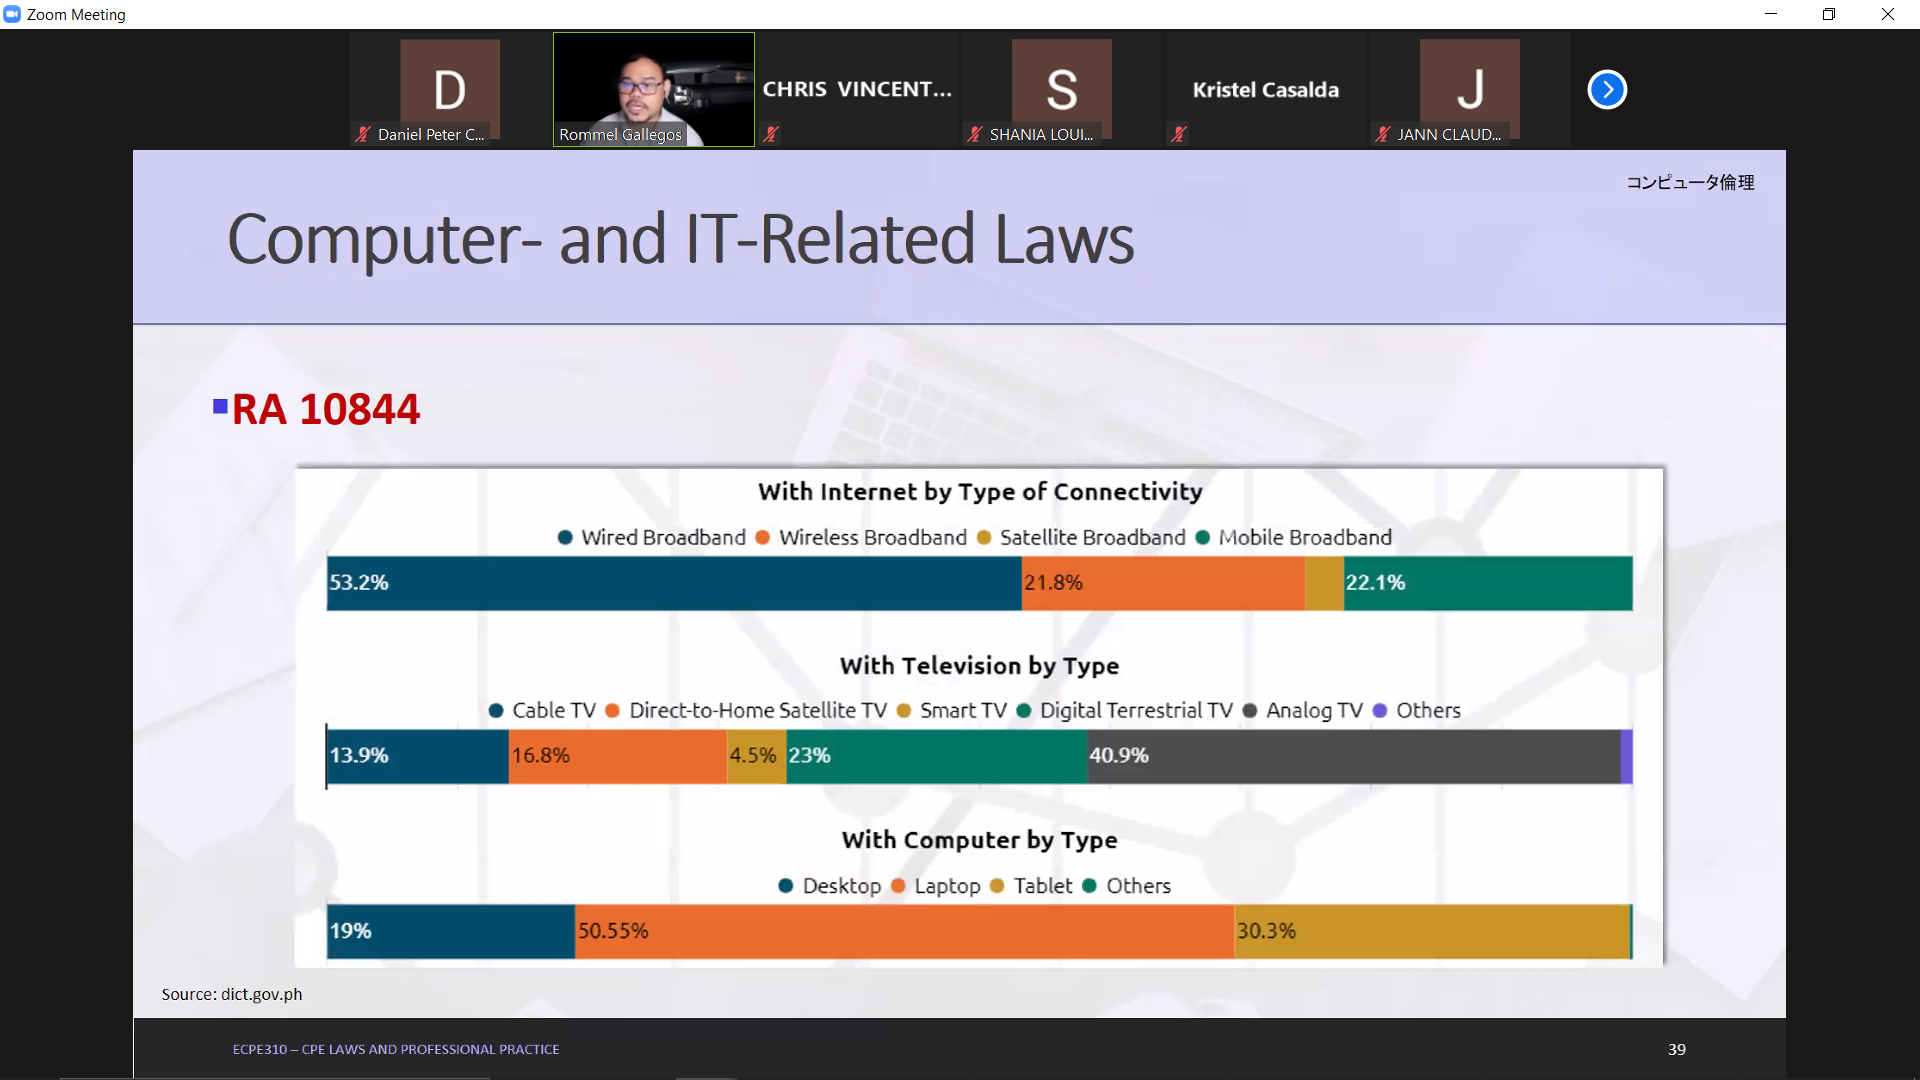 Zoom Meeting
D
CHRIS VINCENT...
S
Kristel Casalda
J
Daniel Peter C...
Rommel Gallegos
SHANIA LOUI...
JANN CLAUD...
コンピュータ倫理
Computer- and IT-Related Laws
RA 10844
With Internet by Type of Connectivity
Wired Broadband Wireless Broadband Satellite Broadband Mobile Broadband
53.2% 21.8% 22.1%
With Television by Type
Cable TV Direct-to-Home Satellite TV Smart TV Digital Terrestrial TV Analog TV Others
13.9% 16.8% 4.5% 23% 40.9%
With Computer by Type
Desktop Laptop Tablet Others
19% 50.55% 30.3%
Source: dict.gov.ph
ECPE310 – CPE LAWS AND PROFESSIONAL PRACTICE
39